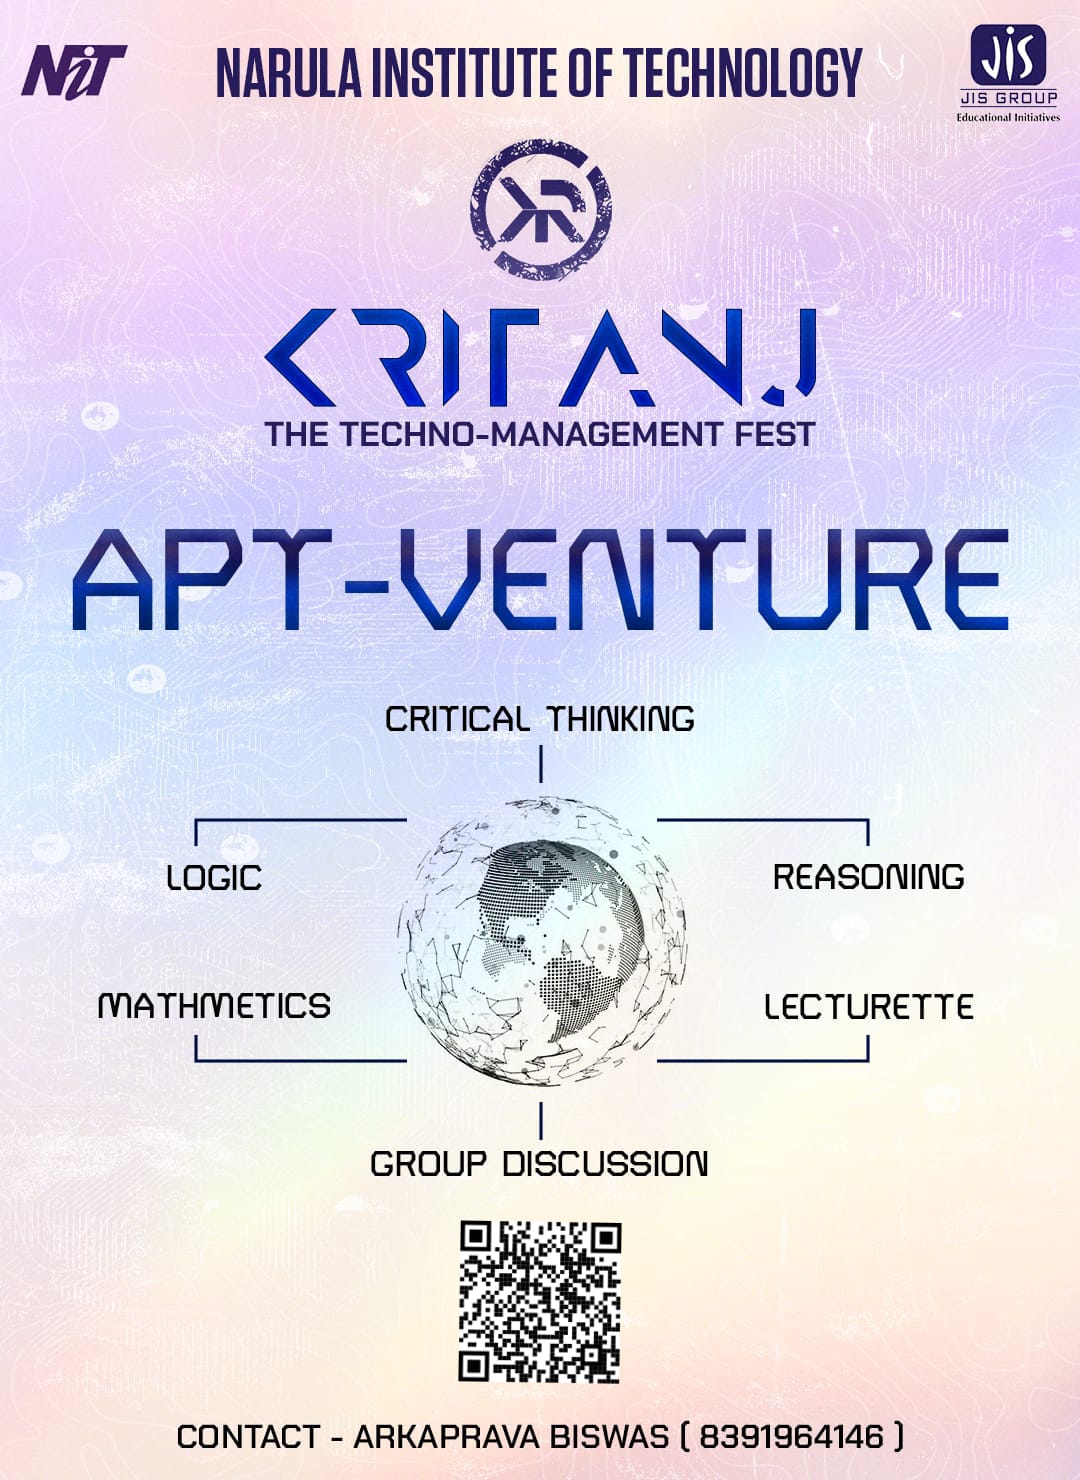 NiT
NARULA INSTITUTE OF TECHNOLOGY
JiS
JIS GROUP
Educational Initiatives
KR
KRITANJ
THE TECHNO-MANAGEMENT FEST
APT-VENTURE
CRITICAL THINKING
LOGIC
REASONING
MATHMETICS
LECTURETTE
GROUP DISCUSSION
CONTACT - ARKAPRAVA BISWAS ( 8391964146 )